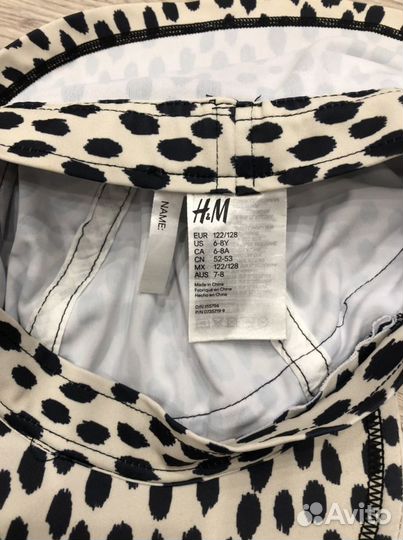 NAME:
H&M
EUR 122/128
US 6-8Y
CA 6-8A
CN 52-53
MX 122/128
AUS 7-8
Made in China
Fabriqué en Chine
Hecho en China
Avito